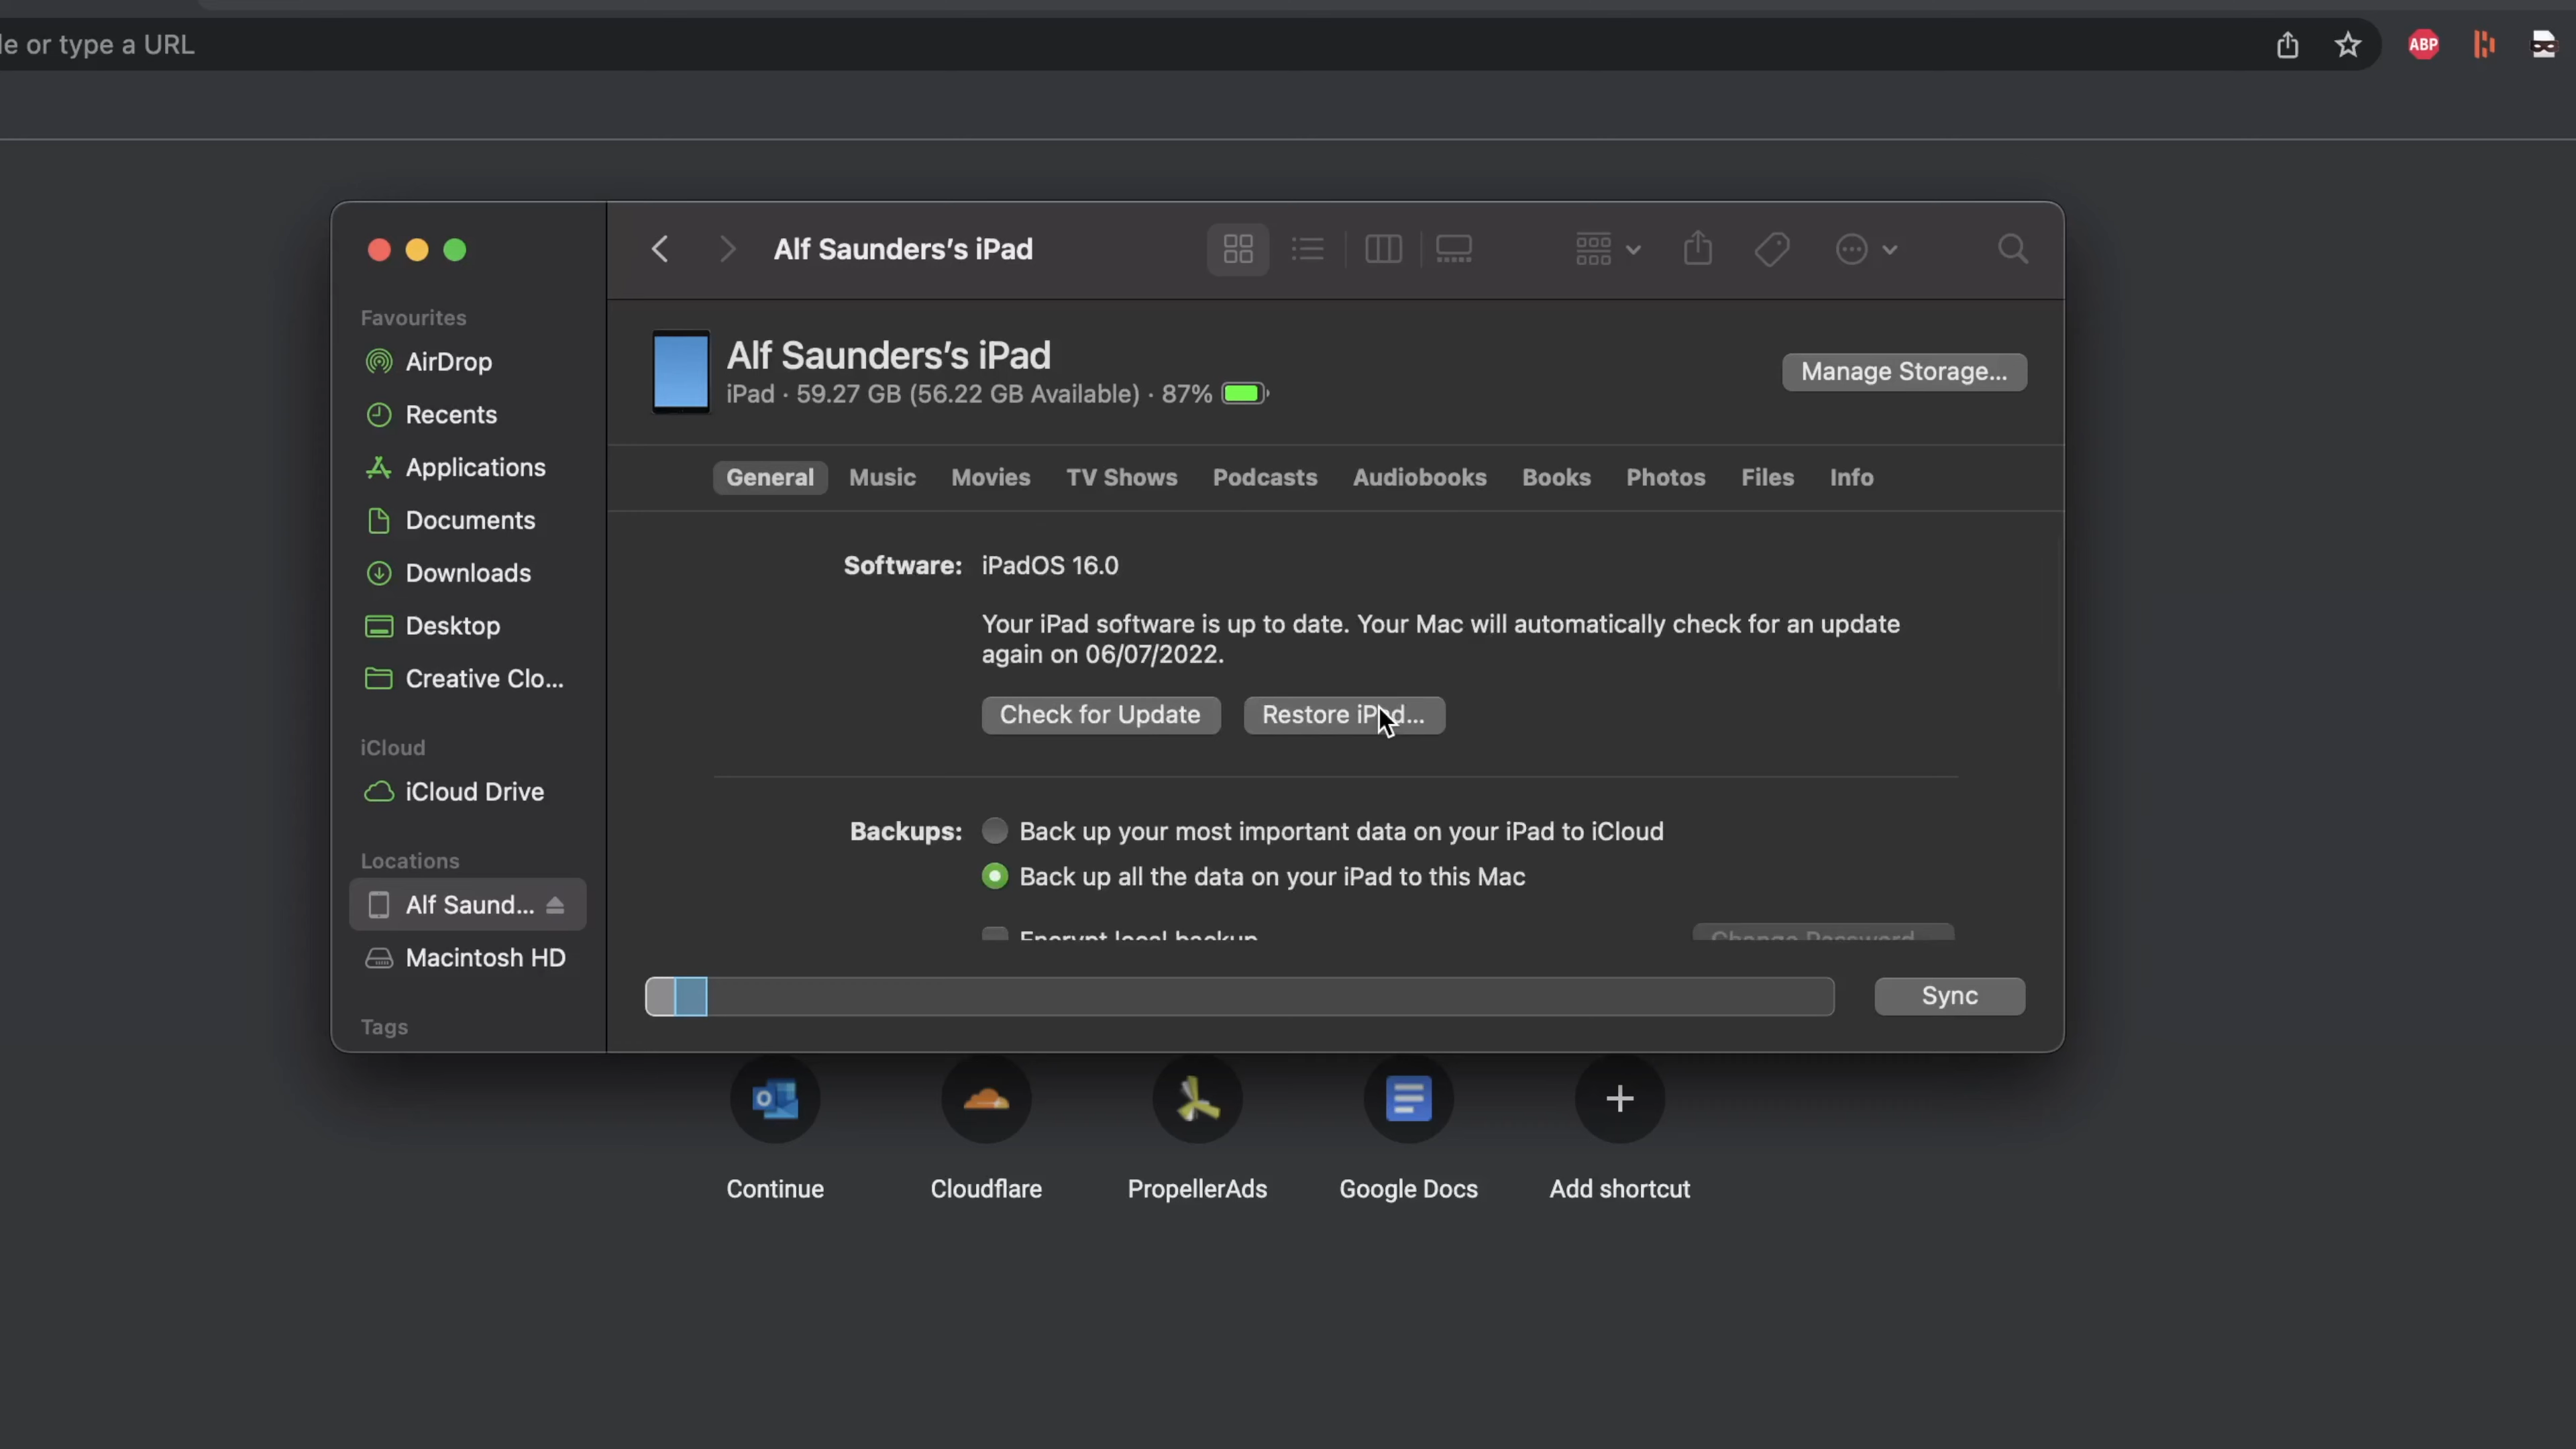 le or type a URL
ABP
Alf Saunders's iPad
Favourites
AirDrop
Recents
Applications
Documents
Downloads
Desktop
Creative Clo...
iCloud
iCloud Drive
Locations
Alf Saund...
Macintosh HD
Tags
Alf Saunders's iPad
iPad · 59.27 GB (56.22 GB Available) · 87%
Manage Storage...
General Music Movies TV Shows Podcasts Audiobooks Books Photos Files Info
Software: iPadOS 16.0
Your iPad software is up to date. Your Mac will automatically check for an update
again on 06/07/2022.
Check for Update Restore iPad...
Backups: Back up your most important data on your iPad to iCloud
Back up all the data on your iPad to this Mac
Encrypt local backup Change Password...
Sync
Continue Cloudflare PropellerAds Google Docs Add shortcut